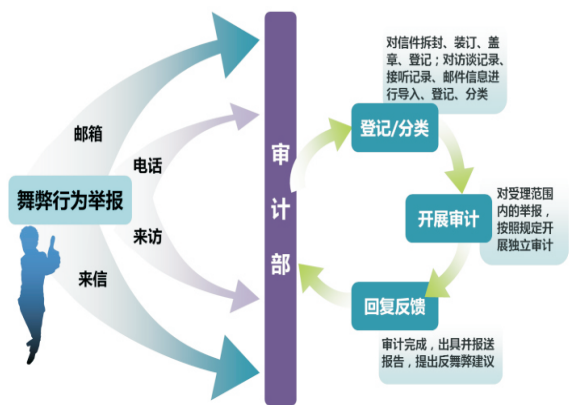 邮箱
电话
舞弊行为举报
来访
来信
审计部
对信件拆封、装订、盖
章、登记；对访谈记录、
接听记录、邮件信息进
行导入、登记、分类
登记/分类
开展审计
对受理范围
内的举报，
按照规定开
展独立审计
回复反馈
审计完成，出具并报送
报告，提出反舞弊建议